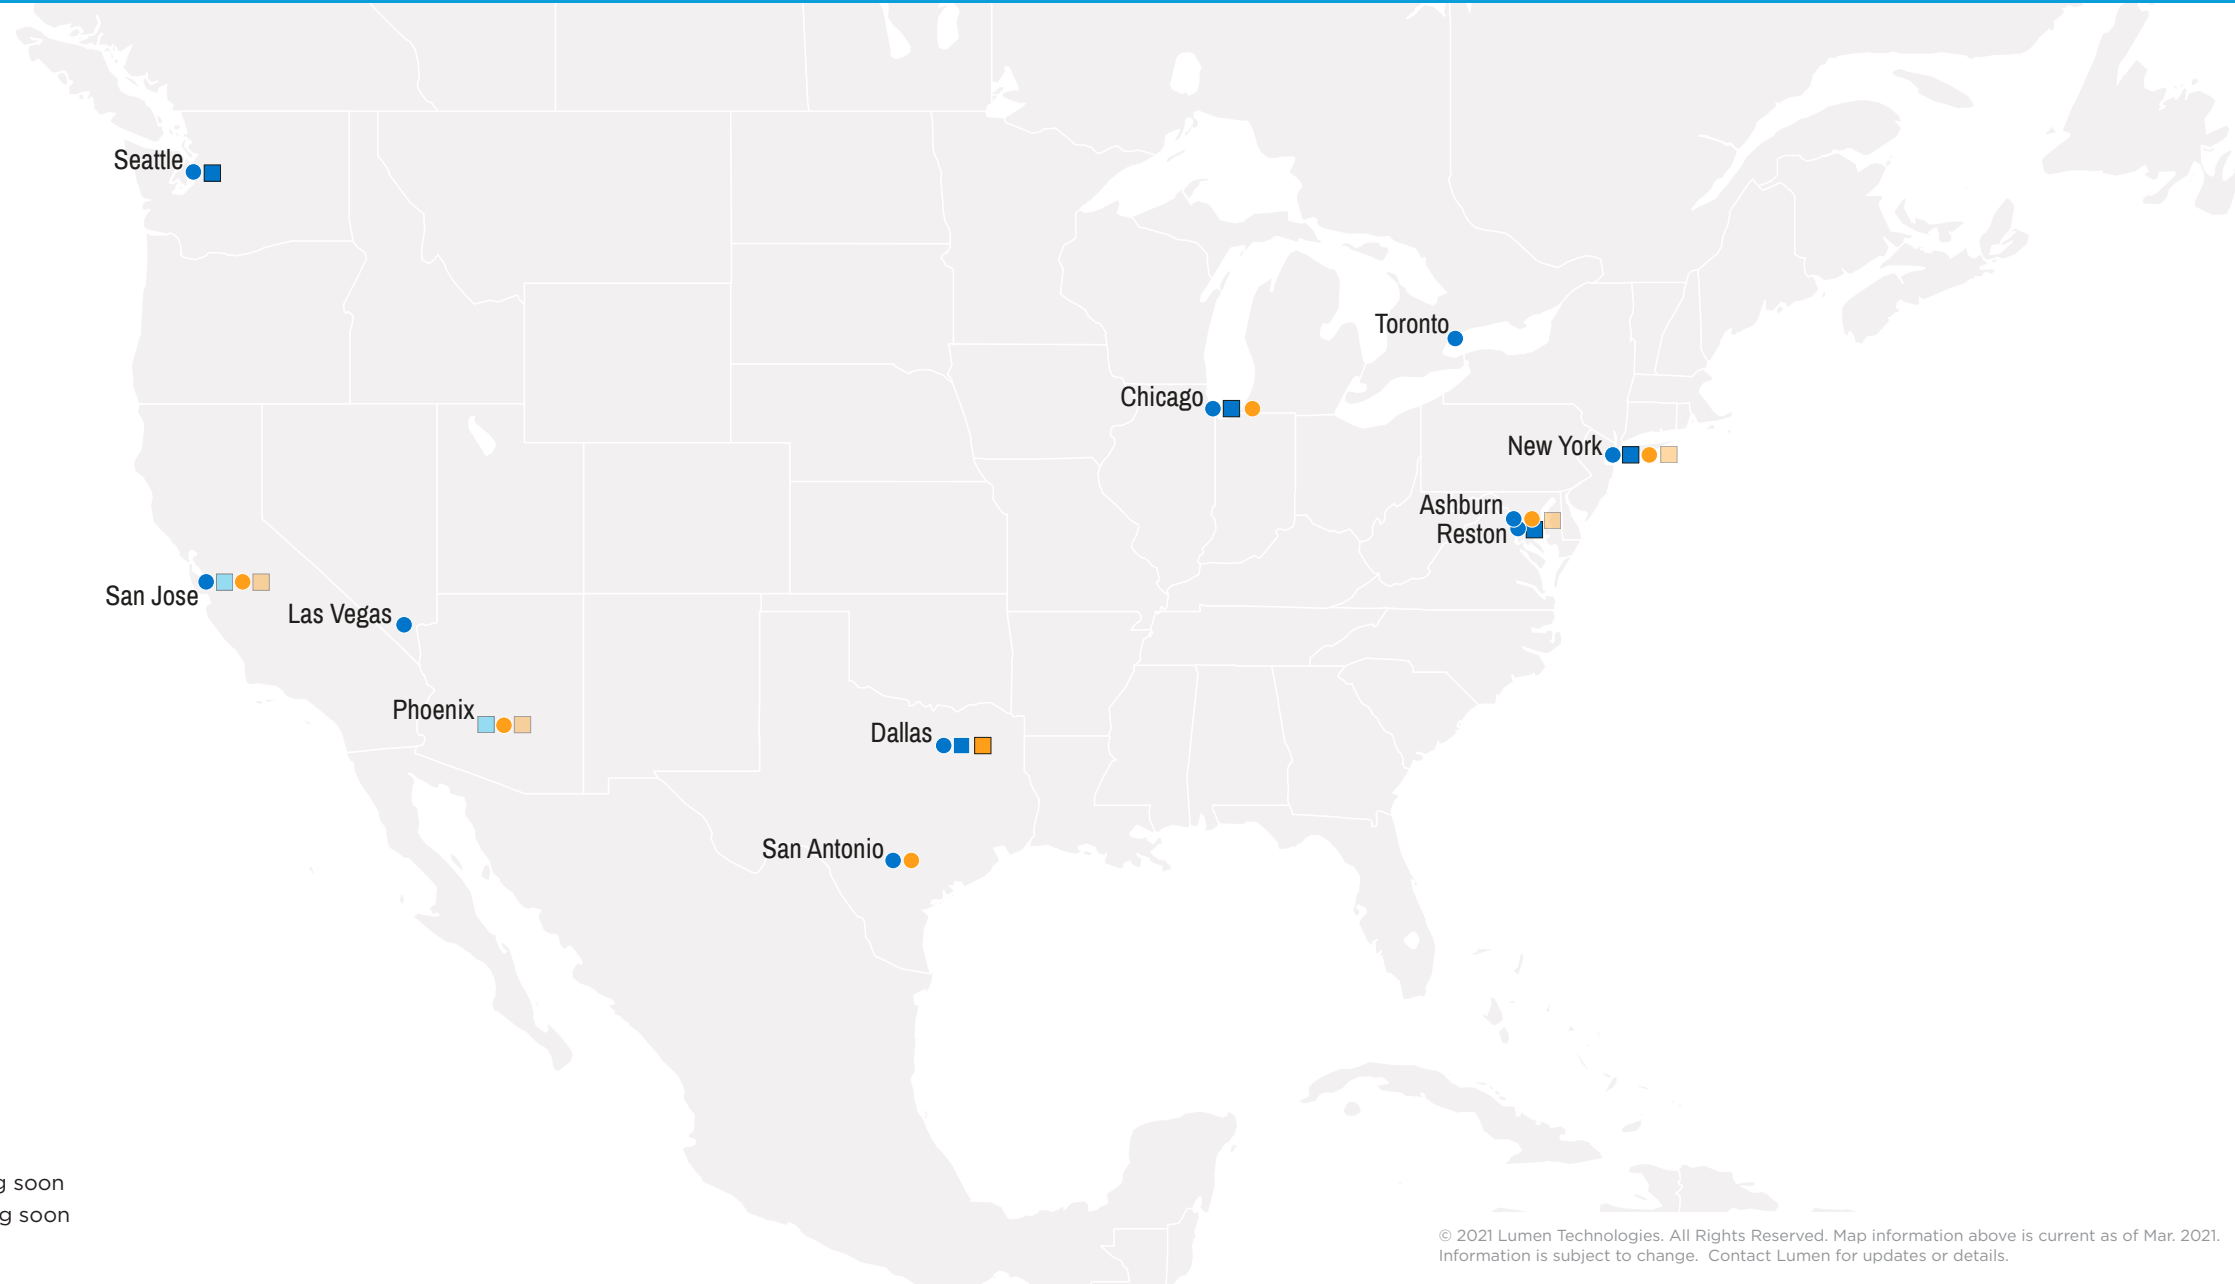 Seattle
Toronto
Chicago
New York
Ashburn
Reston
San Jose
Las Vegas
Phoenix
Dallas
San Antonio
g soon
g soon
© 2021 Lumen Technologies. All Rights Reserved. Map information above is current as of Mar. 2021.
Information is subject to change. Contact Lumen for updates or details.